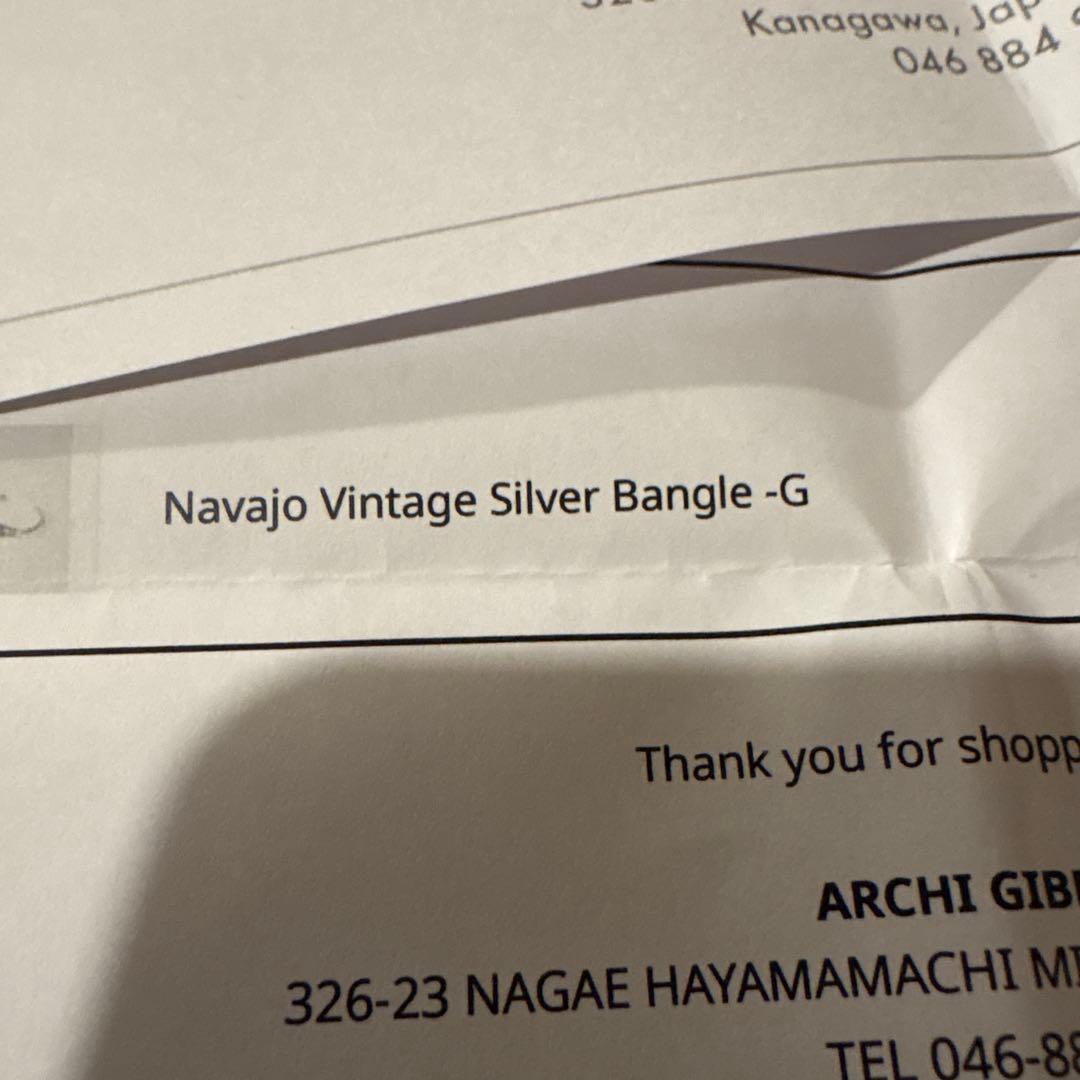 Kanagawa, Jap
046 884
Navajo Vintage Silver Bangle -G
Thank you for shopp
ARCHI GIB
326-23 NAGAE HAYAMAMACHI MI
TEL 046-88